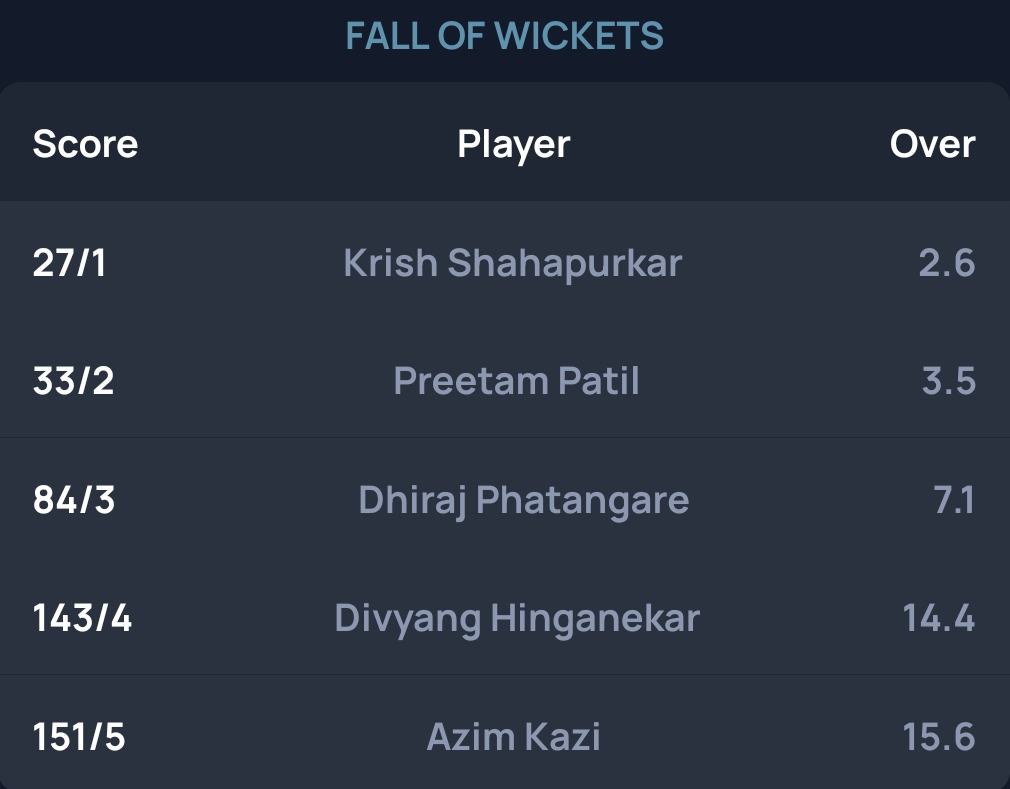 FALL OF WICKETS
Score Player Over
27/1 Krish Shahapurkar 2.6
33/2 Preetam Patil 3.5
84/3 Dhiraj Phatangare 7.1
143/4 Divyang Hinganekar 14.4
151/5 Azim Kazi 15.6